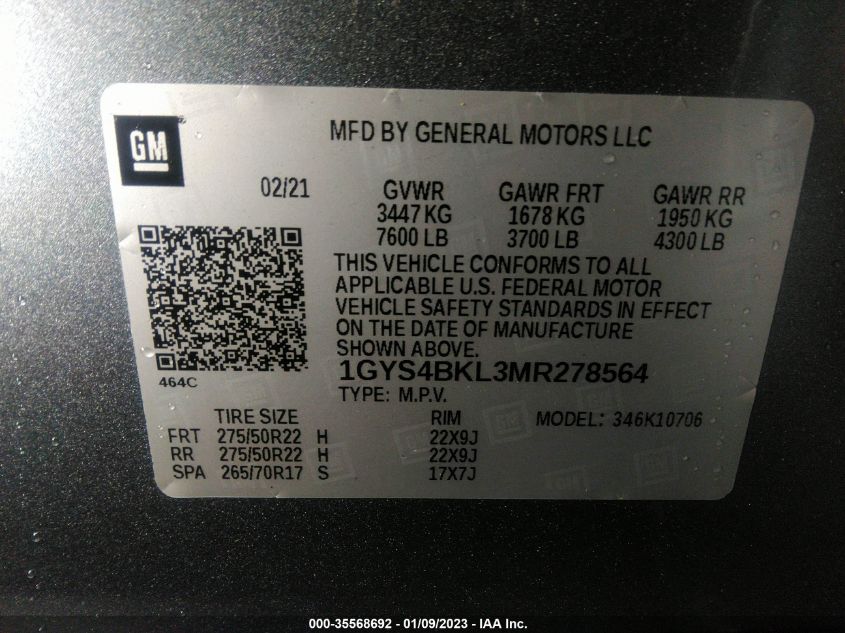 GM
MFD BY GENERAL MOTORS LLC
02/21 GVWR GAWR FRT GAWR RR
3447 KG 1678 KG 1950 KG
7600 LB 3700 LB 4300 LB
THIS VEHICLE CONFORMS TO ALL
APPLICABLE U.S. FEDERAL MOTOR
VEHICLE SAFETY STANDARDS IN EFFECT
ON THE DATE OF MANUFACTURE
SHOWN ABOVE.
1GYS4BKL3MR278564
464C
TYPE: M.P.V.
TIRE SIZE RIM MODEL: 346K10706
FRT 275/50R22 H 22X9J
RR 275/50R22 H 22X9J
SPA 265/70R17 S 17X7J
000-35568692 - 01/09/2023 - IAA Inc.